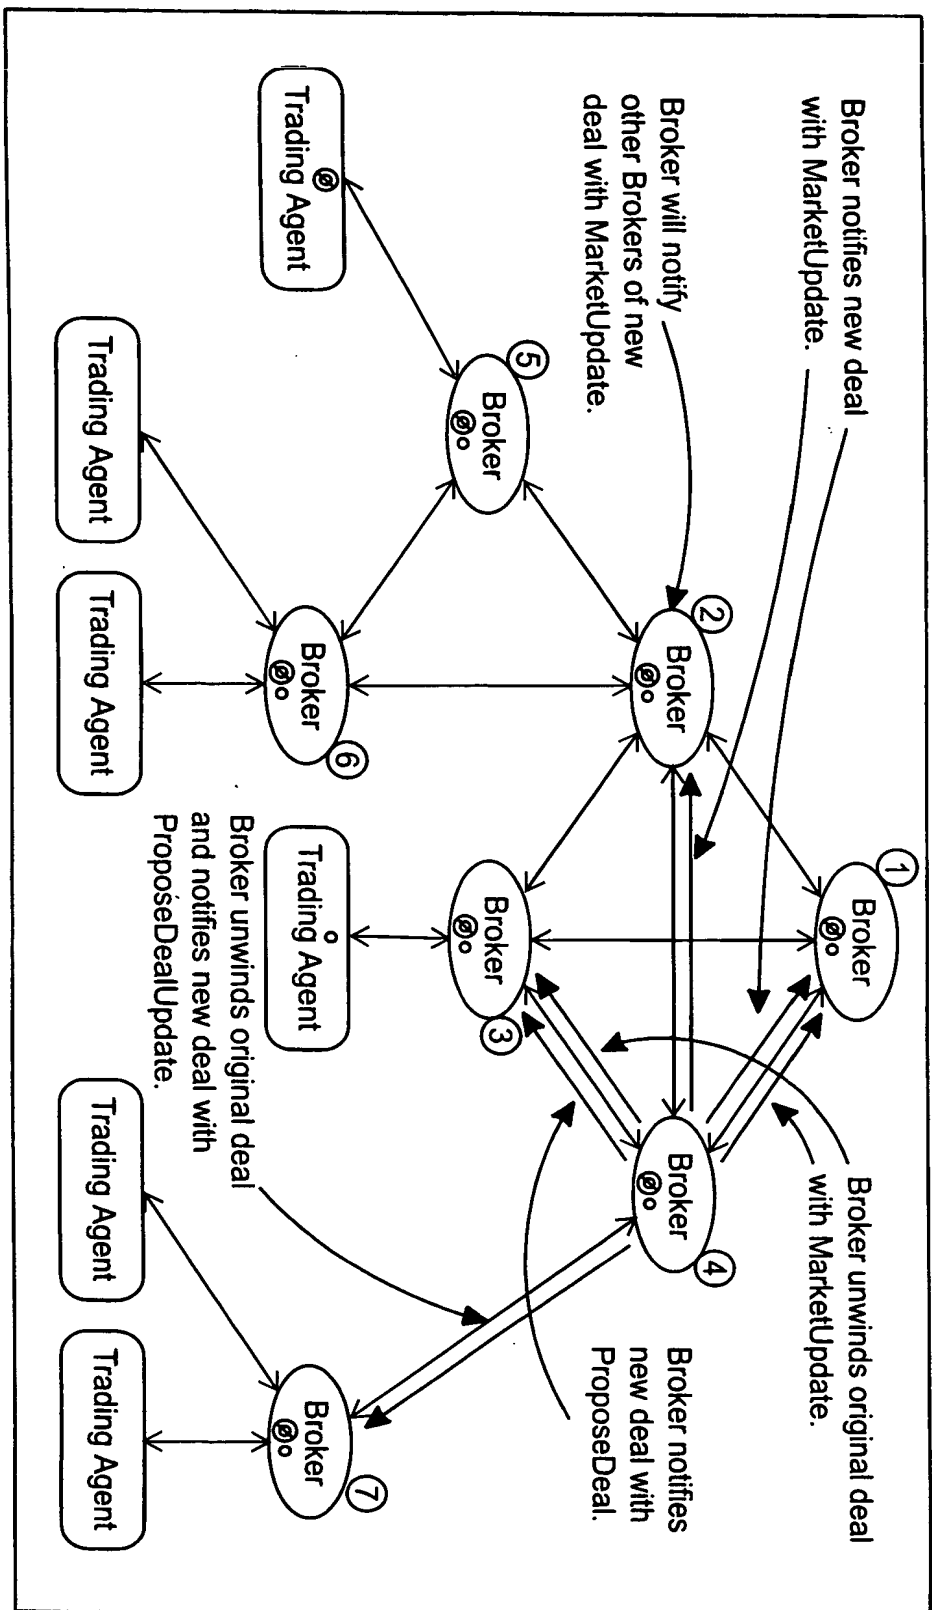 Broker notifies new deal
with MarketUpdate.
Broker unwinds original deal
with MarketUpdate.
1
Broker
Broker will notify
other Brokers of new
deal with MarketUpdate.
2
Broker
Broker
4
Broker notifies
new deal with
ProposeDeal.
5
Broker
Broker
3
Trading Agent
Broker
6
Trading Agent
Broker unwinds original deal
and notifies new deal with
ProposeDealUpdate.
Broker
7
Trading Agent
Trading Agent
Trading Agent
Trading Agent